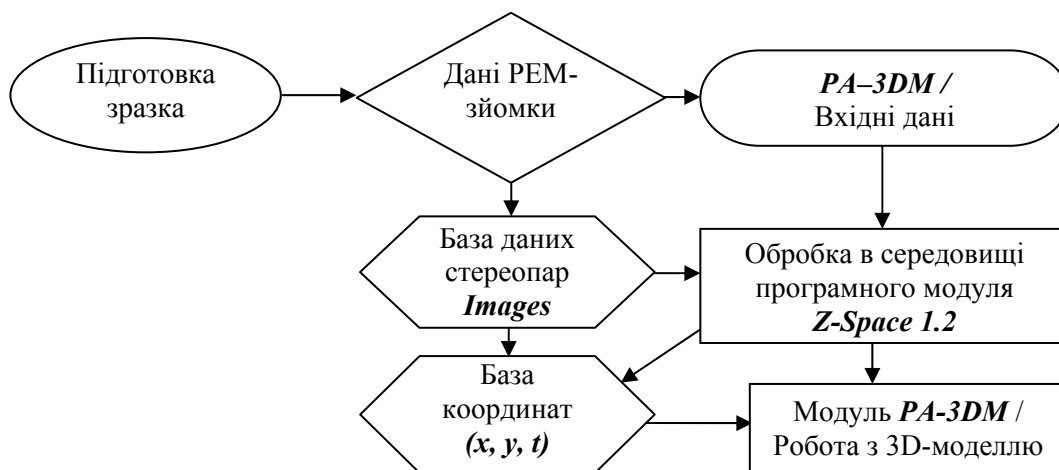 Підготовка
зразка
Дані РЕМ-
зйомки
PA–3DM /
Вхідні дані
База даних
стереопар
Images
Обробка в середовищі
програмного модуля
Z-Space 1.2
База
координат
(x, y, t)
Модуль PA-3DM /
Робота з 3D-моделлю